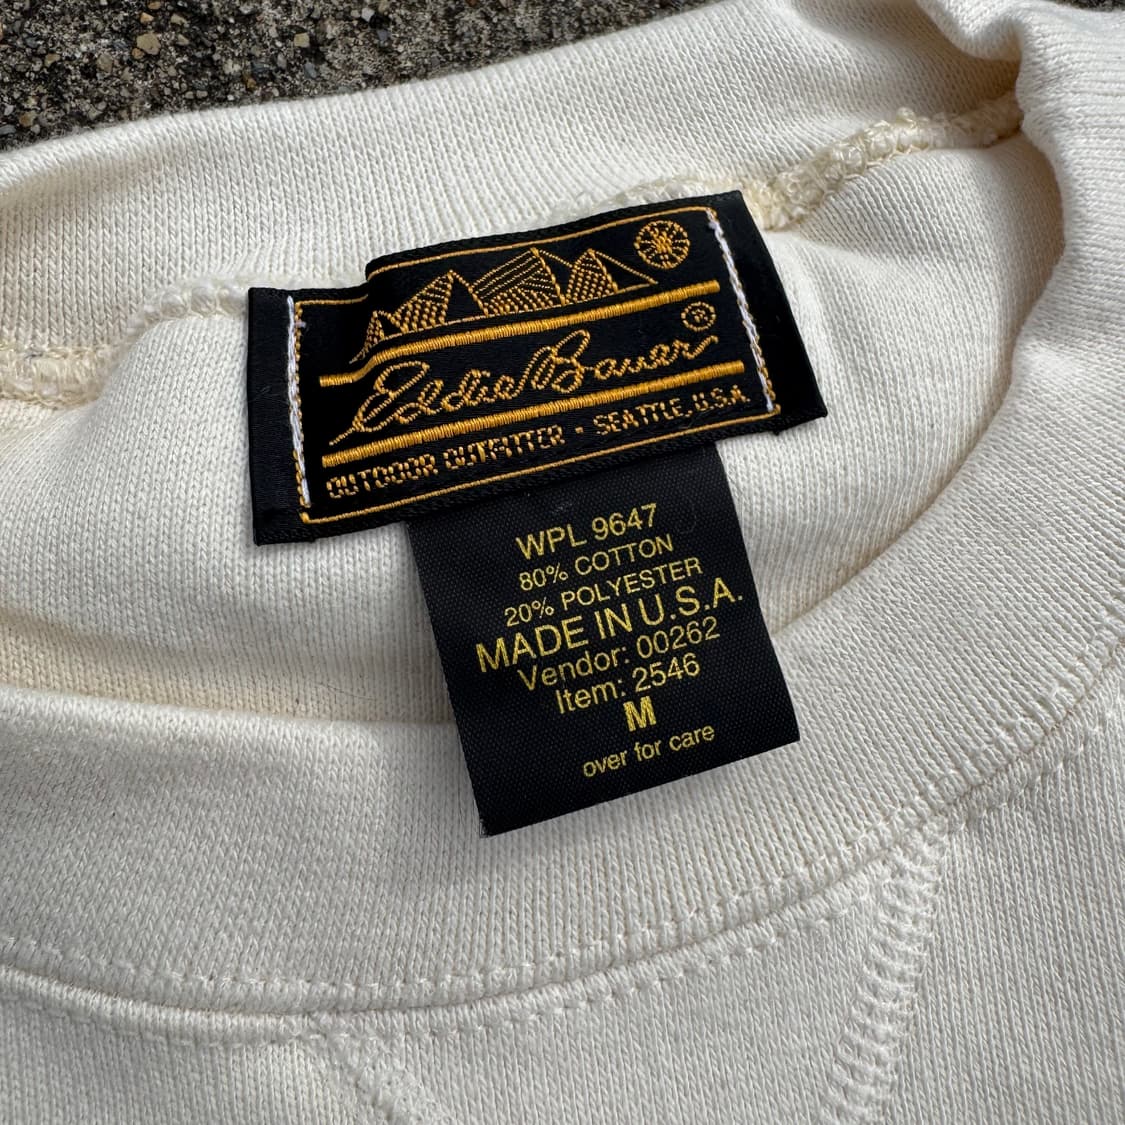 Eddie Bauer ®
OUTDOOR OUTFITTER • SEATTLE, U.S.A.
WPL 9647
80% COTTON
20% POLYESTER
MADE IN U.S.A.
Vendor: 00262
Item: 2546
M
over for care